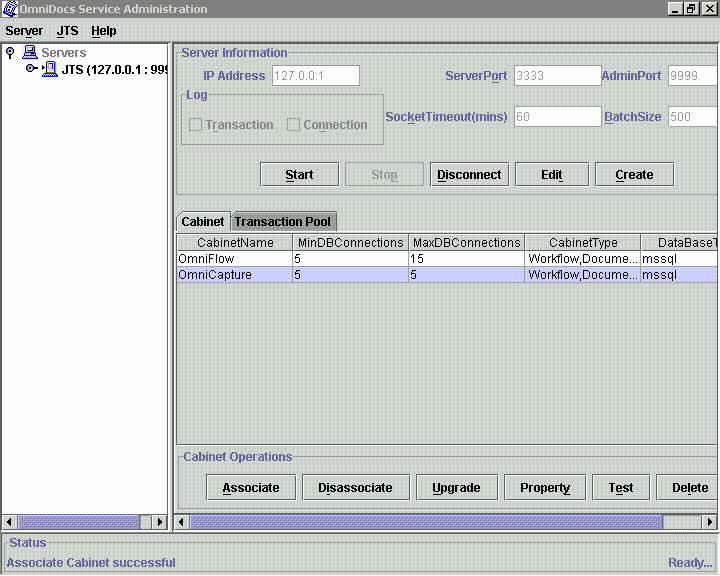 OmniDocs Service Administration
Server JTS Help
Servers
JTS (127.0.0.1 : 999
Server Information
IP Address 127.0.0.1 ServerPort 3333 AdminPort 9999
Log
Transaction Connection
SocketTimeout(mins) 60 BatchSize 500
Start Stop Disconnect Edit Create
Cabinet Transaction Pool
CabinetName MinDBConnections MaxDBConnections CabinetType DataBaseT
OmniFlow 5 15 Workflow,Docume... mssql
OmniCapture 5 5 Workflow,Docume... mssql
Cabinet Operations
Associate Disassociate Upgrade Property Test Delete
Status
Associate Cabinet successful Ready...